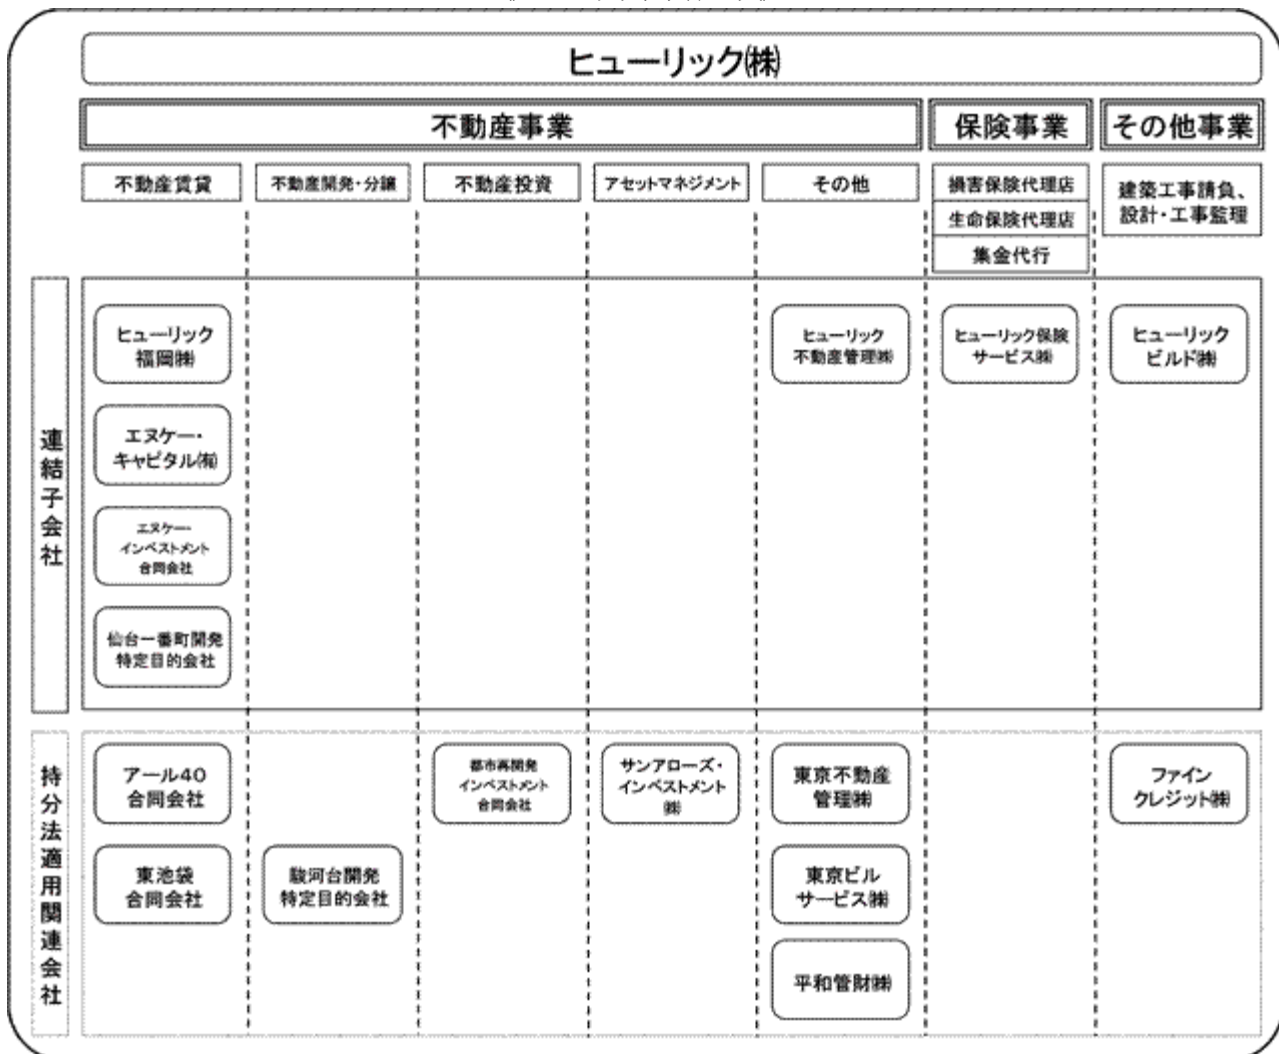 ヒューリック㈱
不動産事業
保険事業
その他事業
不動産賃貸
不動産開発・分譲
不動産投資
アセットマネジメント
その他
損害保険代理店
生命保険代理店
集金代行
建築工事請負、
設計・工事監理
連結子会社
ヒューリック
福岡㈱
ヒューリック
不動産管理㈱
ヒューリック保険
サービス㈱
ヒューリック
ビルド㈱
エヌケー・
キャピタル㈲
エヌケー・
インベストメント
合同会社
仙台一番町開発
特定目的会社
持分法適用関連会社
アール40
合同会社
都市再開発
インベストメント
合同会社
サンアローズ・
インベストメント
㈱
東京不動産
管理㈱
ファイン
クレジット㈱
東池袋
合同会社
駿河台開発
特定目的会社
東京ビル
サービス㈱
平和管財㈱